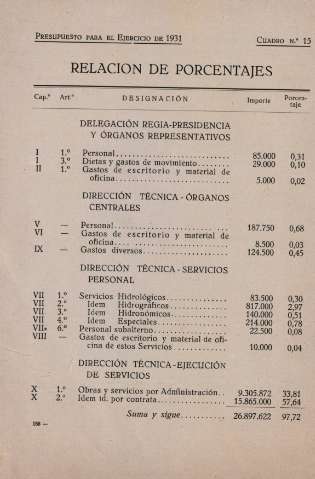 PRESUPUESTO PARA EL EJERCICIO DE 1931 CUADRO N.º 15
RELACION DE PORCENTAJES
Cap.º Art.º DESIGNACIÓN Importe Porcentaje
DELEGACIÓN REGIA-PRESIDENCIA
Y ÓRGANOS REPRESENTATIVOS
I 1.º Personal 85.000 0,31
I 3.º Dietas y gastos de movimiento 29.000 0,10
II 1.º Gastos de escritorio y material de
oficina 5.000 0,02
DIRECCIÓN TÉCNICA - ÓRGANOS
CENTRALES
V — Personal 187.750 0,68
VI — Gastos de escritorio y material de
oficina 8.500 0,03
IX — Gastos diversos 124.500 0,45
DIRECCIÓN TÉCNICA - SERVICIOS
PERSONAL
VII 1.º Servicios Hidrológicos 83.500 0,30
VII 2.º Idem Hidrográficos 817.000 2,97
VII 3.º Idem Hidronómicos 140.000 0,51
VII 4.º Idem Especiales 214.000 0,78
VII 6.º Personal subalterno 22.500 0,08
VIII — Gastos de escritorio y material de ofi-
cina de estos Servicios 10.000 0,04
DIRECCIÓN TÉCNICA-EJECUCIÓN
DE SERVICIOS
X 1.º Obras y servicios por Administración 9.305.872 33,81
X 2.º Idem id. por contrata 15.865.000 57,64
Suma y sigue 26.897.622 97,72